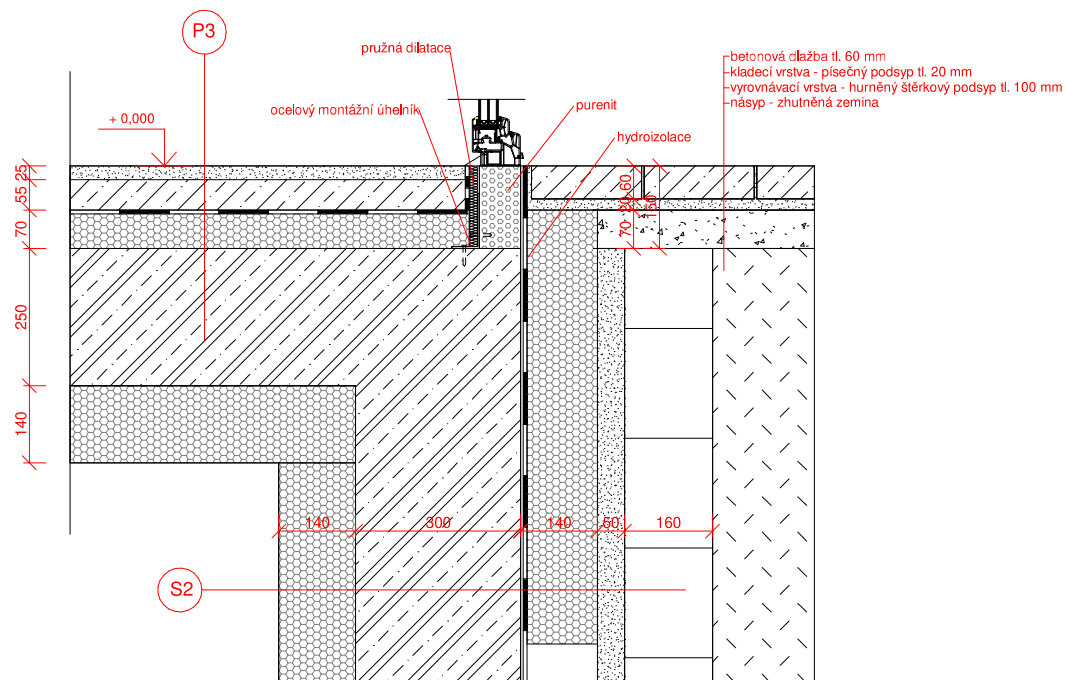 P3
pružná dilatace
betonová dlažba tl. 60 mm
kladecí vrstva - písečný podsyp tl. 20 mm
vyrovnávací vrstva - hurněný štěrkový podsyp tl. 100 mm
násyp - zhutněná zemina
ocelový montážní úhelník
purenit
+ 0,000
hydroizolace
25
55
70
250
140
60
20
70
150
140
300
140
50
160
S2